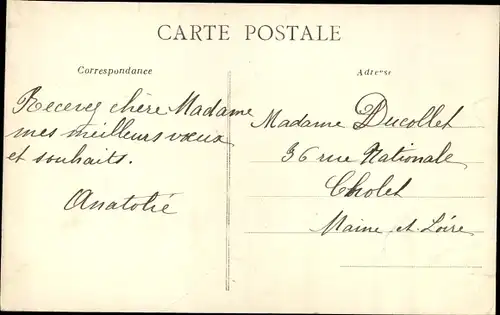 CARTE POSTALE
Correspondance
Recevez chère Madame
mes meilleurs vœux
et souhaits.
Anatolie
Adresse
Madame Ducollet
36 rue Nationale
Cholet
Maine et Loire